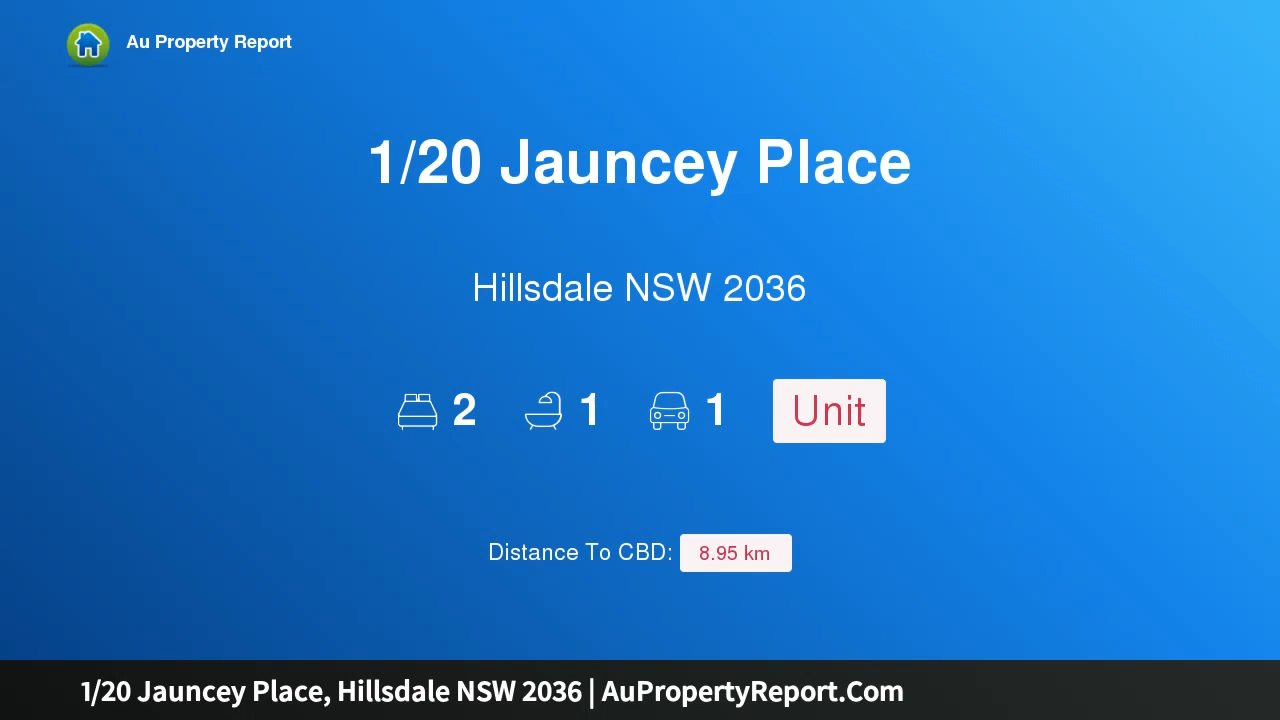 Au Property Report
1/20 Jauncey Place
Hillsdale NSW 2036
2 1 1 Unit
Distance To CBD: 8.95 km
1/20 Jauncey Place, Hillsdale NSW 2036 | AuPropertyReport.Com